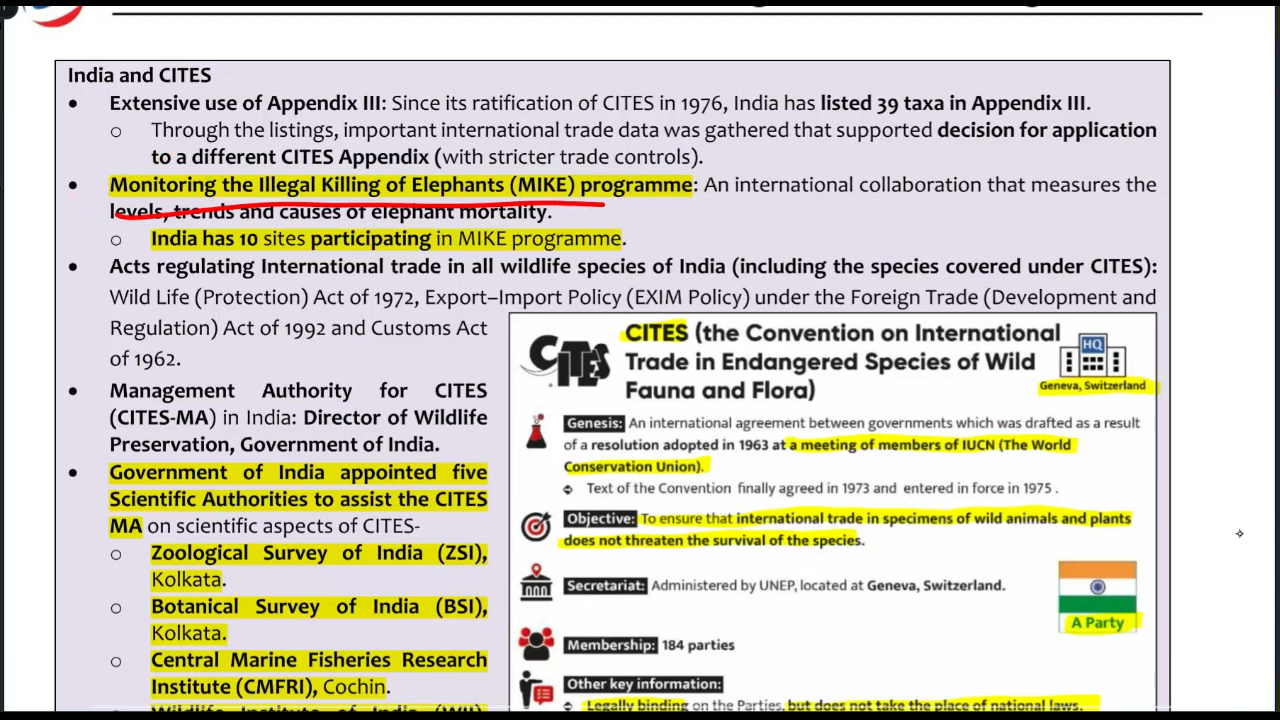 India and CITES
• Extensive use of Appendix III: Since its ratification of CITES in 1976, India has listed 39 taxa in Appendix III.
o Through the listings, important international trade data was gathered that supported decision for application
to a different CITES Appendix (with stricter trade controls).
• Monitoring the Illegal Killing of Elephants (MIKE) programme: An international collaboration that measures the
levels, trends and causes of elephant mortality.
o India has 10 sites participating in MIKE programme.
• Acts regulating International trade in all wildlife species of India (including the species covered under CITES):
Wild Life (Protection) Act of 1972, Export–Import Policy (EXIM Policy) under the Foreign Trade (Development and
Regulation) Act of 1992 and Customs Act
of 1962.
• Management Authority for CITES
(CITES-MA) in India: Director of Wildlife
Preservation, Government of India.
• Government of India appointed five
Scientific Authorities to assist the CITES
MA on scientific aspects of CITES-
o Zoological Survey of India (ZSI),
Kolkata.
o Botanical Survey of India (BSI),
Kolkata.
o Central Marine Fisheries Research
Institute (CMFRI), Cochin.
Wildlife Institute of India (WII)
CITES
CITES (the Convention on International
Trade in Endangered Species of Wild
Fauna and Flora)
HQ
Geneva, Switzerland
Genesis: An international agreement between governments which was drafted as a result
of a resolution adopted in 1963 at a meeting of members of IUCN (The World
Conservation Union).
Text of the Convention finally agreed in 1973 and entered in force in 1975 .
Objective: To ensure that international trade in specimens of wild animals and plants
does not threaten the survival of the species.
Secretariat: Administered by UNEP, located at Geneva, Switzerland.
A Party
Membership: 184 parties
Other key information:
Legally binding on the Parties, but does not take the place of national laws.